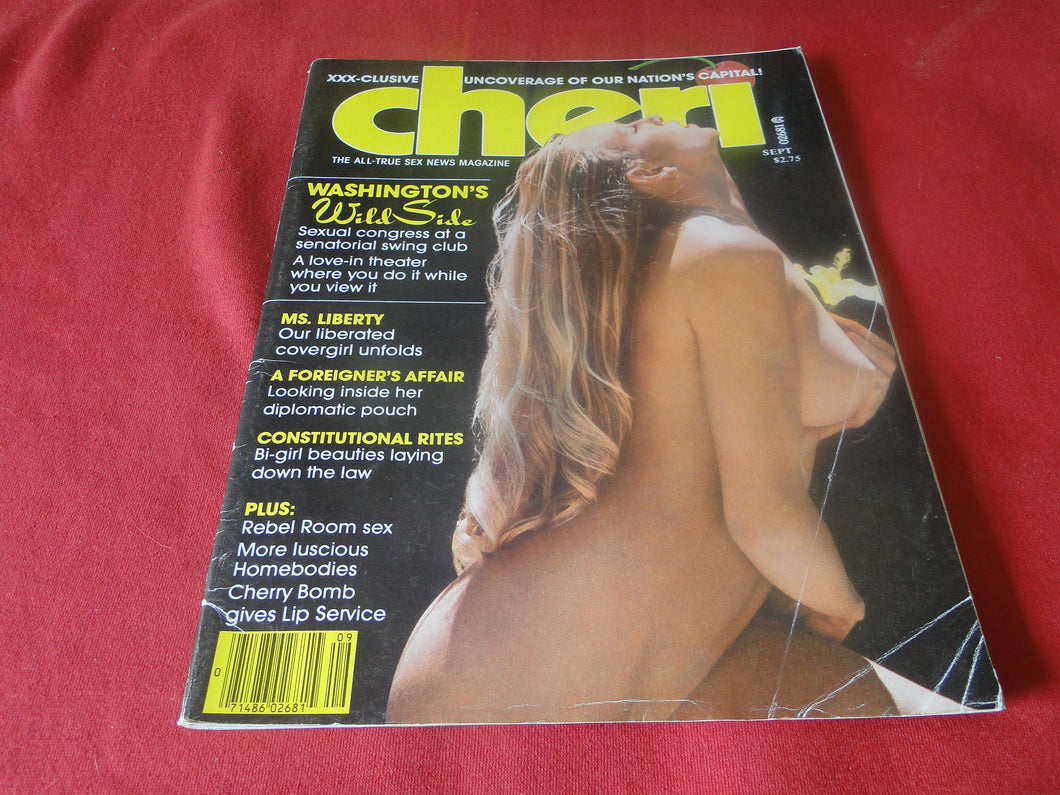 XXX-CLUSIVE UNCOVERAGE OF OUR NATION'S CAPITAL!
cheri
THE ALL-TRUE SEX NEWS MAGAZINE
02681
SEPT
$2.75
WASHINGTON'S
Wild Side
Sexual congress at a
senatorial swing club
A love-in theater
where you do it while
you view it
MS. LIBERTY
Our liberated
covergirl unfolds
A FOREIGNER'S AFFAIR
Looking inside her
diplomatic pouch
CONSTITUTIONAL RITES
Bi-girl beauties laying
down the law
PLUS:
Rebel Room sex
More luscious
Homebodies
Cherry Bomb
gives Lip Service
09
0
71486 02681